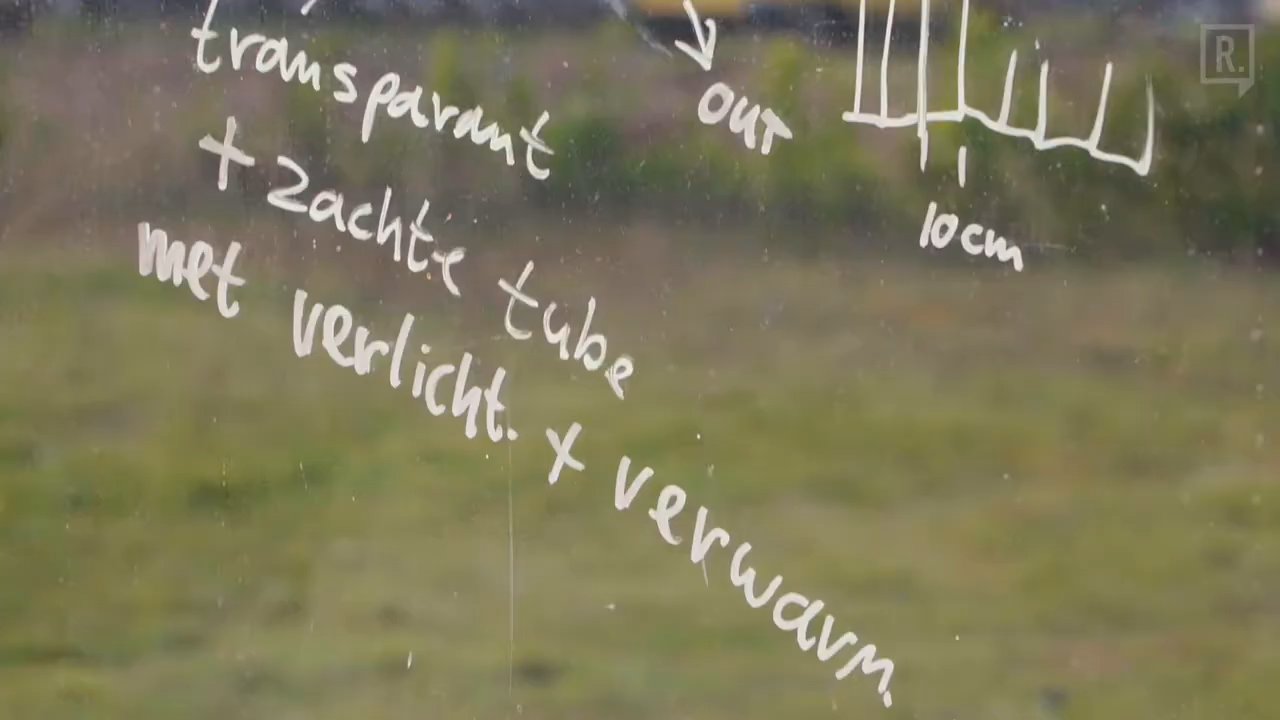 transparant
+ zachte tube
met verlicht. + verwarm.
OUT
10cm
R.